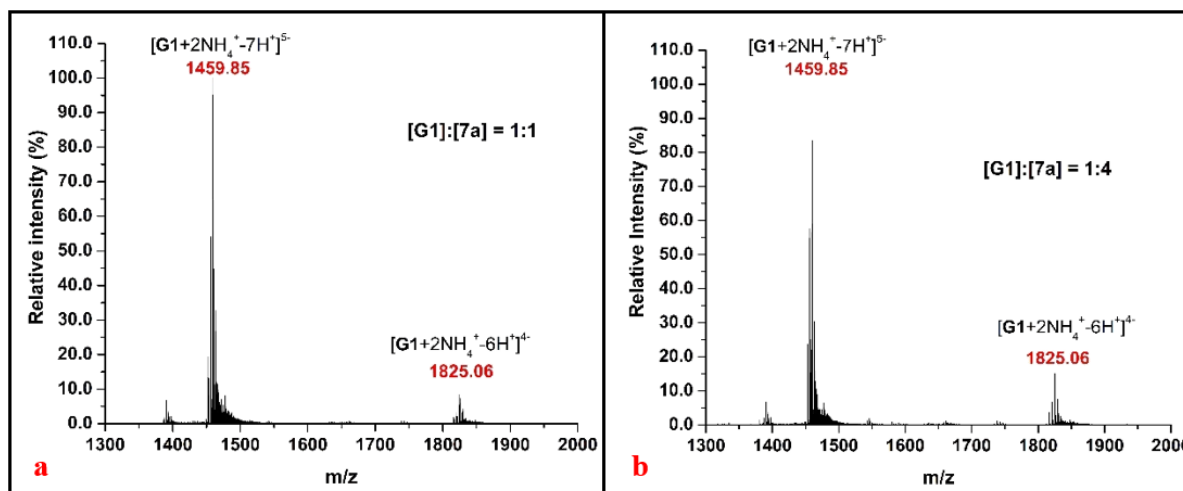 [G1+2NH₄⁺-7H⁺]⁵⁻
1459.85
[G1]:[7a] = 1:1
[G1+2NH₄⁺-6H⁺]⁴⁻
1825.06
Relative intensity (%)
110.0
100.0
90.0
80.0
70.0
60.0
50.0
40.0
30.0
20.0
10.0
0.0
1300 1400 1500 1600 1700 1800 1900 2000
m/z
a
[G1+2NH₄⁺-7H⁺]⁵⁻
1459.85
[G1]:[7a] = 1:4
[G1+2NH₄⁺-6H⁺]⁴⁻
1825.06
Relative Intensity (%)
110.0
100.0
90.0
80.0
70.0
60.0
50.0
40.0
30.0
20.0
10.0
0.0
1300 1400 1500 1600 1700 1800 1900 2000
m/z
b